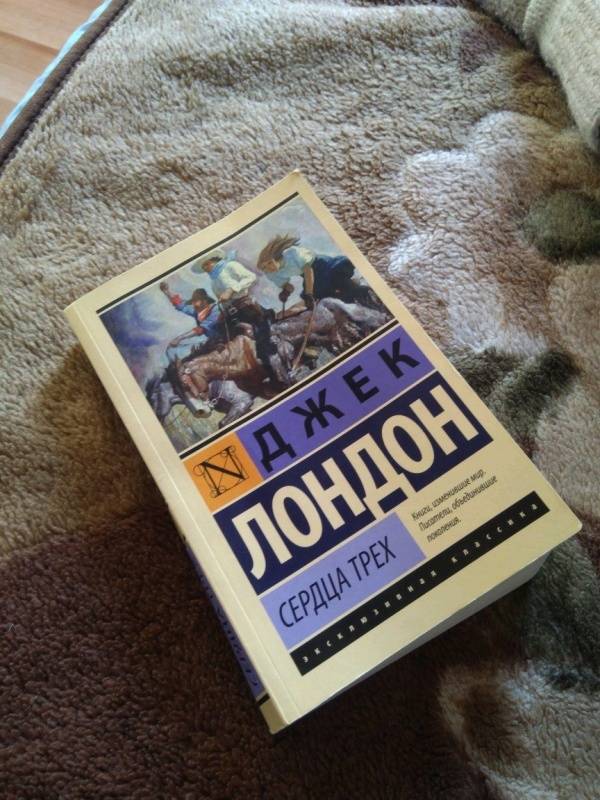 ДЖЕК
N
ЛОНДОН
СЕРДЦА ТРЕХ
Книги, изменившие мир.
Писатели, объединившие
поколения.
эксклюзивная классика